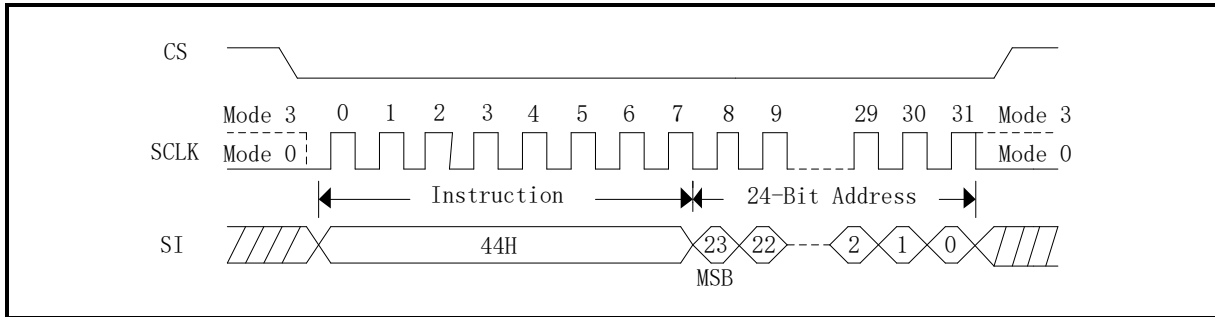 CS
Mode 3 0 1 2 3 4 5 6 7 8 9 29 30 31 Mode 3
SCLK Mode 0 Mode 0
Instruction 24-Bit Address
SI 44H 23 22 2 1 0
MSB